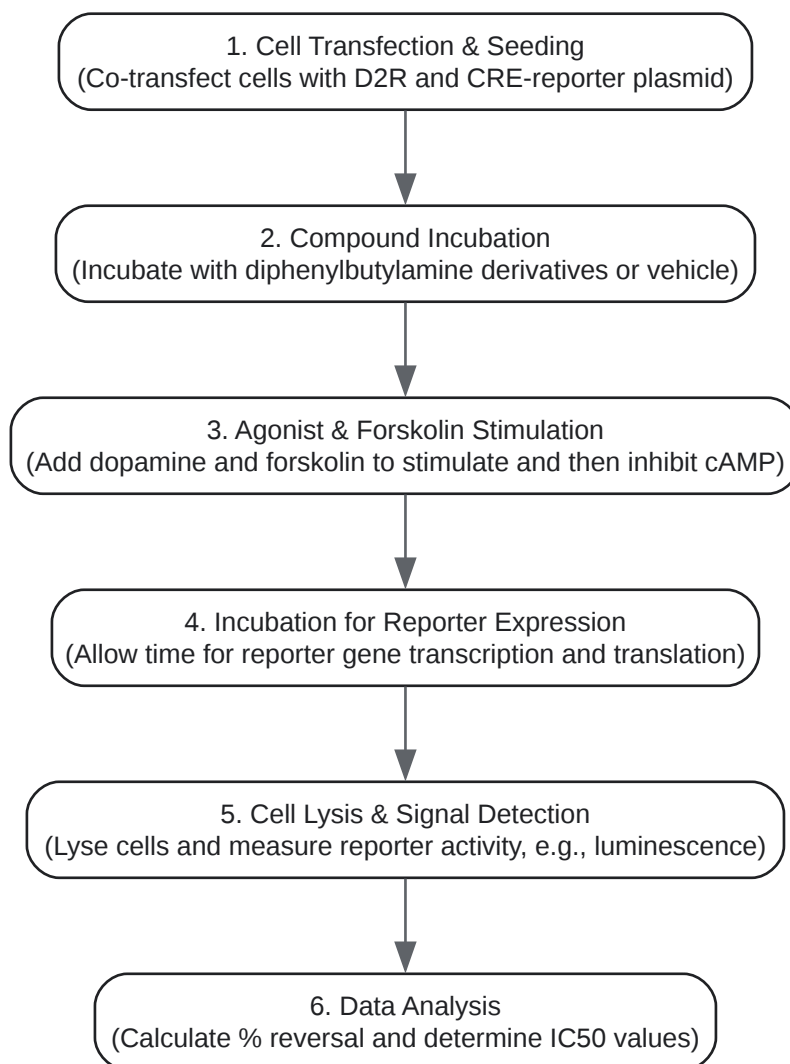 1. Cell Transfection & Seeding
(Co-transfect cells with D2R and CRE-reporter plasmid)
2. Compound Incubation
(Incubate with diphenylbutylamine derivatives or vehicle)
3. Agonist & Forskolin Stimulation
(Add dopamine and forskolin to stimulate and then inhibit cAMP)
4. Incubation for Reporter Expression
(Allow time for reporter gene transcription and translation)
5. Cell Lysis & Signal Detection
(Lyse cells and measure reporter activity, e.g., luminescence)
6. Data Analysis
(Calculate % reversal and determine IC50 values)